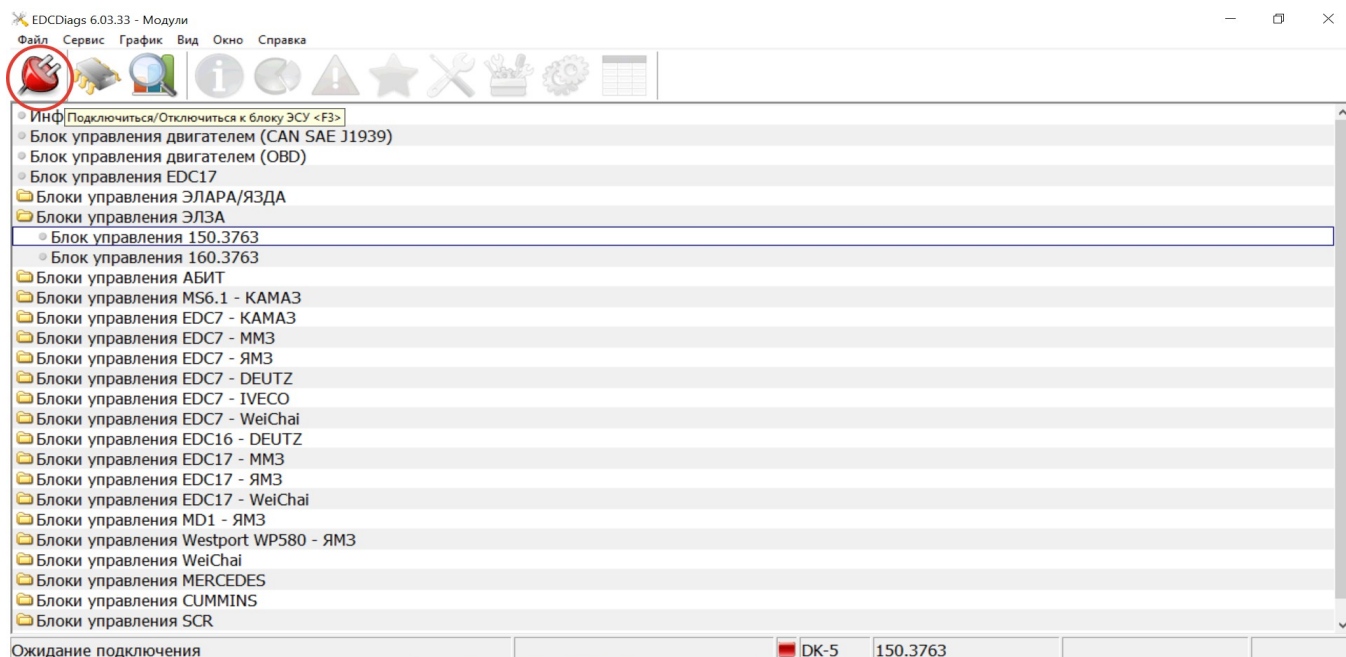 EDCDiags 6.03.33 - Модули
Файл Сервис График Вид Окно Справка
Инф
Подключиться/Отключиться к блоку ЭСУ <F3>
Блок управления двигателем (CAN SAE J1939)
Блок управления двигателем (OBD)
Блок управления EDC17
Блоки управления ЭЛАРА/ЯЗДА
Блоки управления ЭЛЗА
Блок управления 150.3763
Блок управления 160.3763
Блоки управления АБИТ
Блоки управления MS6.1 - КАМАЗ
Блоки управления EDC7 - КАМАЗ
Блоки управления EDC7 - ММЗ
Блоки управления EDC7 - ЯМЗ
Блоки управления EDC7 - DEUTZ
Блоки управления EDC7 - IVECO
Блоки управления EDC7 - WeiChai
Блоки управления EDC16 - DEUTZ
Блоки управления EDC17 - ММЗ
Блоки управления EDC17 - ЯМЗ
Блоки управления EDC17 - WeiChai
Блоки управления MD1 - ЯМЗ
Блоки управления Westport WP580 - ЯМЗ
Блоки управления WeiChai
Блоки управления MERCEDES
Блоки управления CUMMINS
Блоки управления SCR
Ожидание подключения DK-5 150.3763